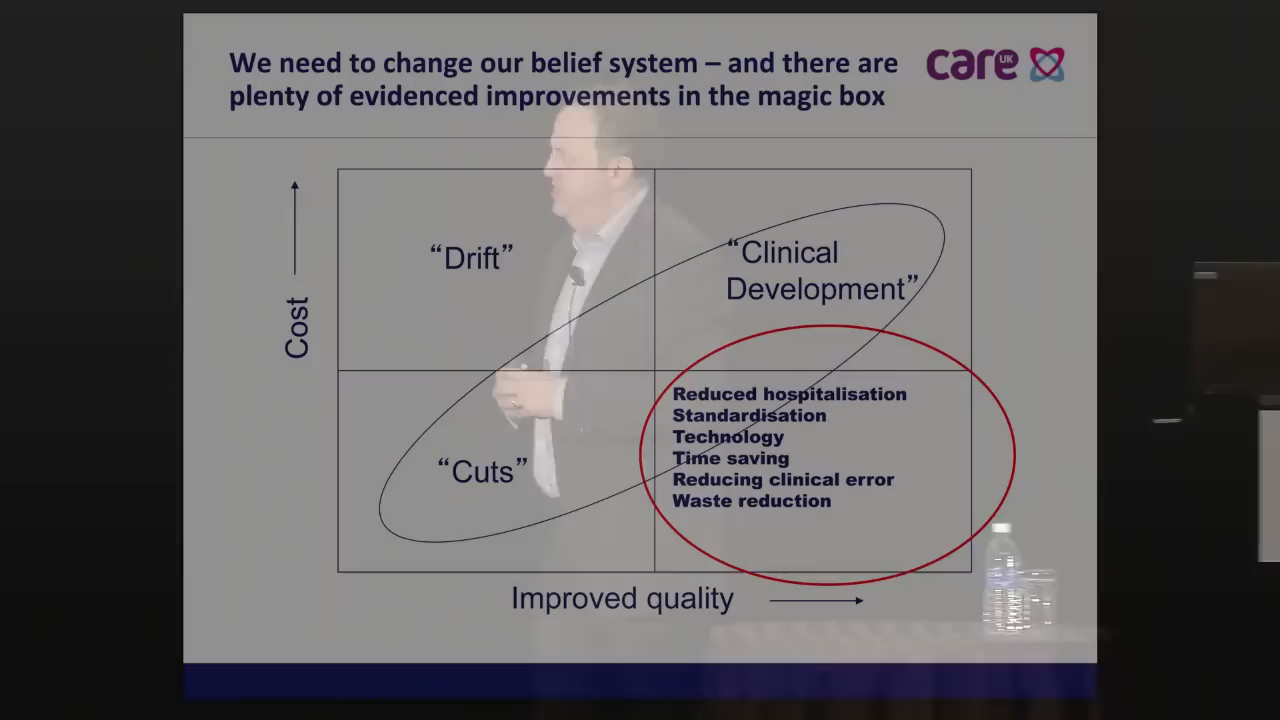 We need to change our belief system – and there are
plenty of evidenced improvements in the magic box
care UK
“Drift”
“Clinical
Development”
Cost
Reduced hospitalisation
Standardisation
Technology
Time saving
Reducing clinical error
Waste reduction
“Cuts”
Improved quality